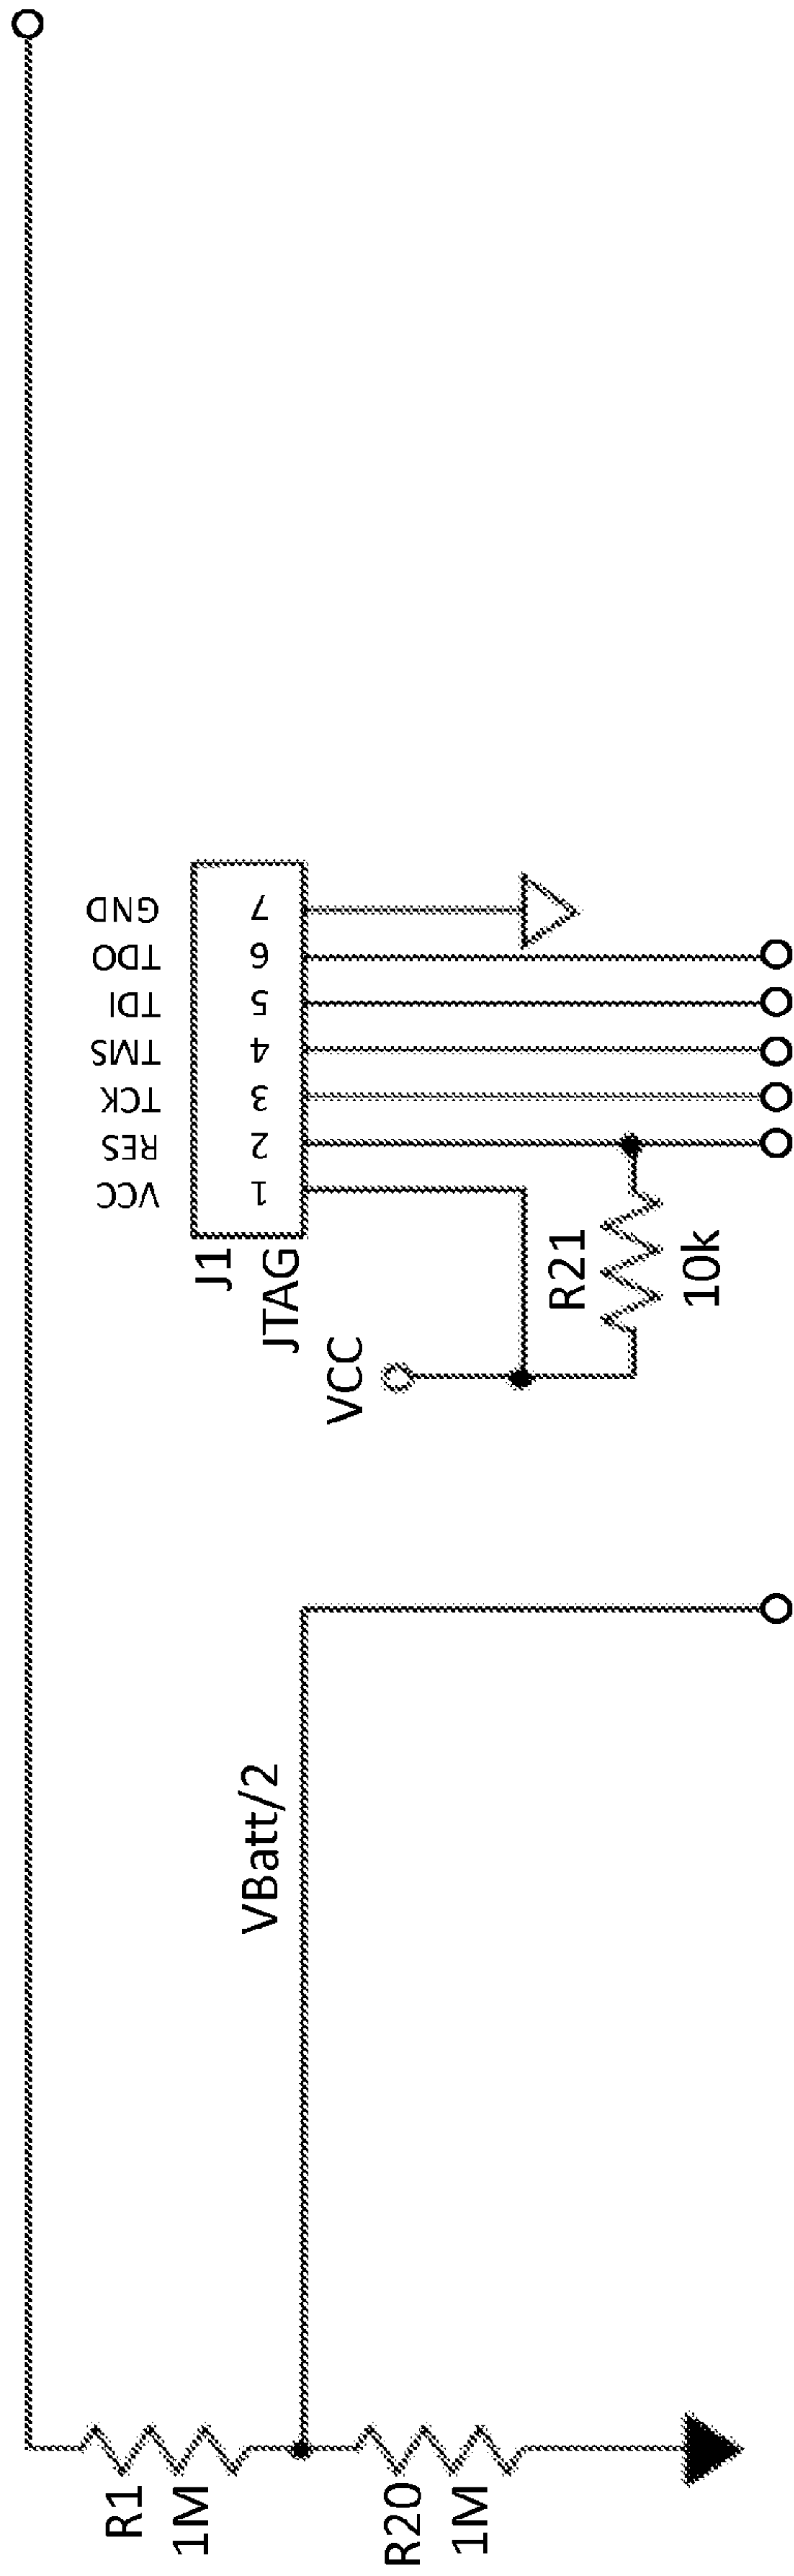 GND 7
TDO 6
TDI 5
TMS 4
TCK 3
RES 2
VCC 1
J1
JTAG
VCC
R21
10k
VBatt/2
R1
1M
R20
1M